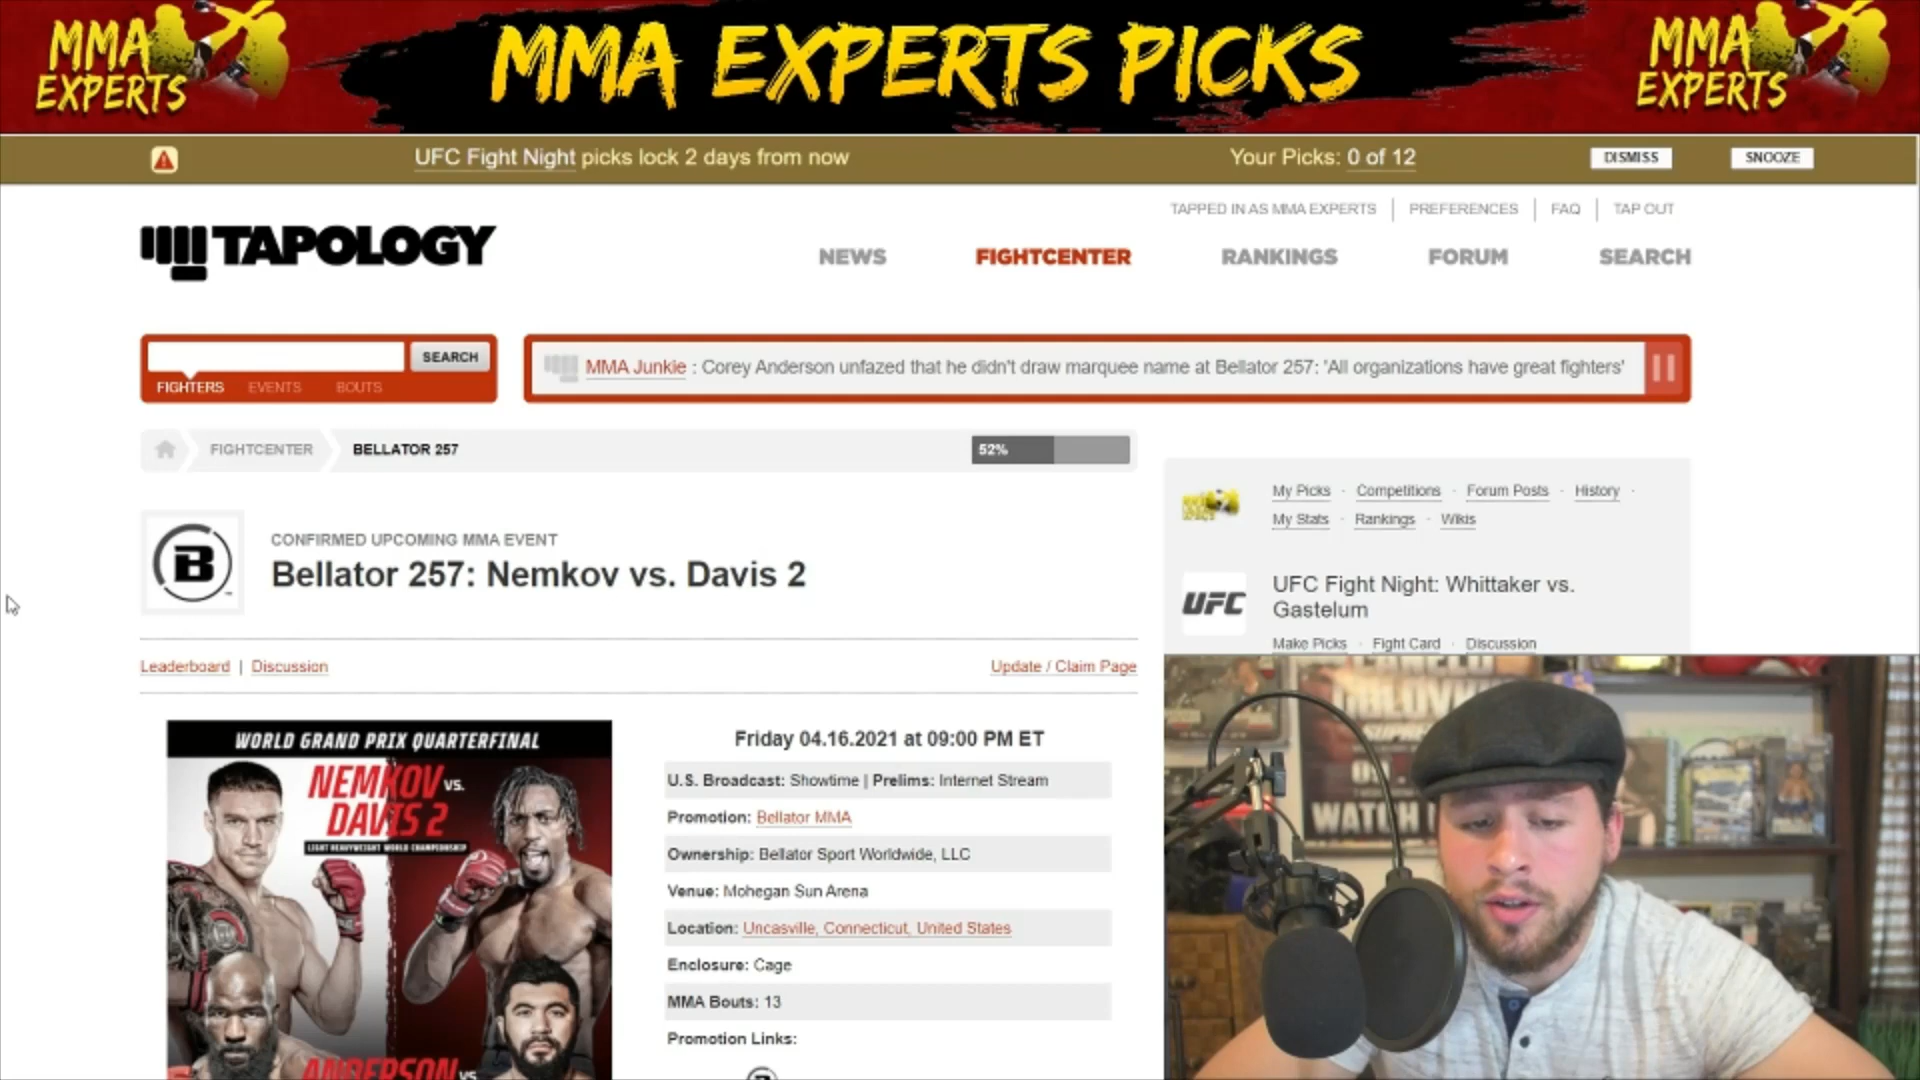 MMA EXPERTS
MMA EXPERTS PICKS
MMA EXPERTS
UFC Fight Night picks lock 2 days from now
Your Picks: 0 of 12
DISMISS
SNOOZE
TAPPED IN AS MMA EXPERTS
PREFERENCES
FAQ
TAP OUT
TAPOLOGY
NEWS
FIGHTCENTER
RANKINGS
FORUM
SEARCH
SEARCH
FIGHTERS
EVENTS
BOUTS
MMA Junkie : Corey Anderson unfazed that he didn't draw marquee name at Bellator 257: 'All organizations have great fighters'
FIGHTCENTER
BELLATOR 257
52%
My Picks · Competitions · Forum Posts · History ·
My Stats · Rankings · Wikis
B
CONFIRMED UPCOMING MMA EVENT
Bellator 257: Nemkov vs. Davis 2
UFC
UFC Fight Night: Whittaker vs.
Gastelum
Make Picks · Fight Card · Discussion
Leaderboard | Discussion
Update / Claim Page
WORLD GRAND PRIX QUARTERFINAL
NEMKOV VS.
DAVIS 2
LIGHT HEAVYWEIGHT WORLD CHAMPIONSHIP
ANDERSON VS
Friday 04.16.2021 at 09:00 PM ET
U.S. Broadcast: Showtime | Prelims: Internet Stream
Promotion: Bellator MMA
Ownership: Bellator Sport Worldwide, LLC
Venue: Mohegan Sun Arena
Location: Uncasville, Connecticut, United States
Enclosure: Cage
MMA Bouts: 13
Promotion Links:
WATCH